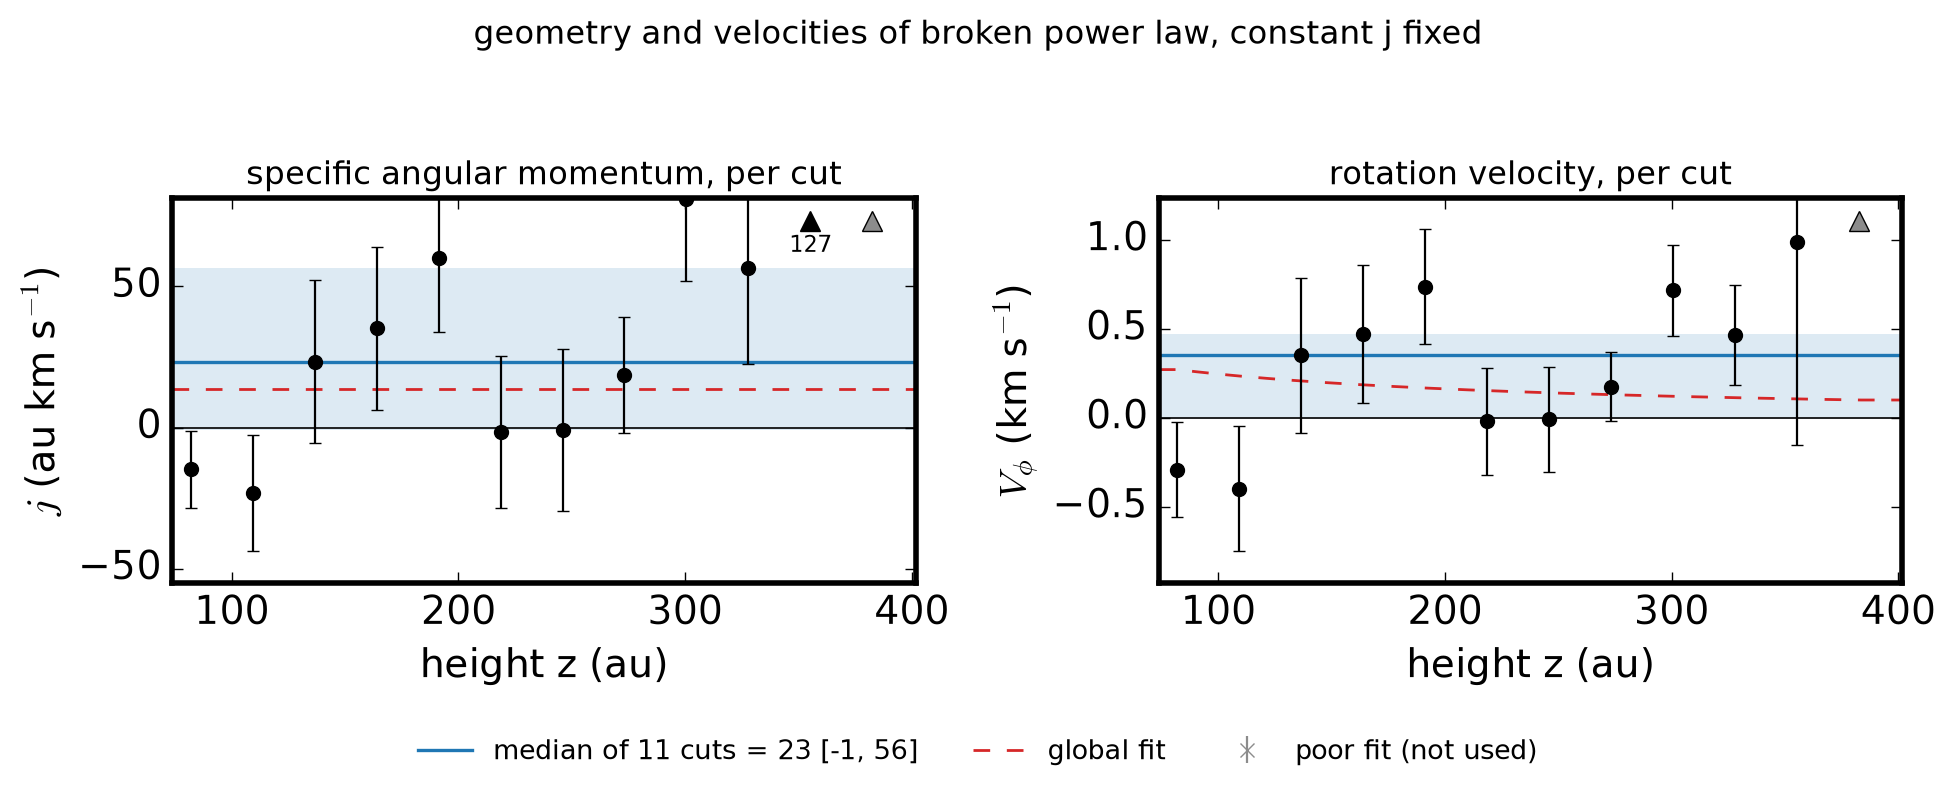 geometry and velocities of broken power law, constant j fixed
specific angular momentum, per cut
j (au km s⁻¹)
50
0
−50
127
100 200 300 400
height z (au)
rotation velocity, per cut
V_ϕ (km s⁻¹)
1.0
0.5
0.0
−0.5
100 200 300 400
height z (au)
median of 11 cuts = 23 [-1, 56]
global fit
poor fit (not used)